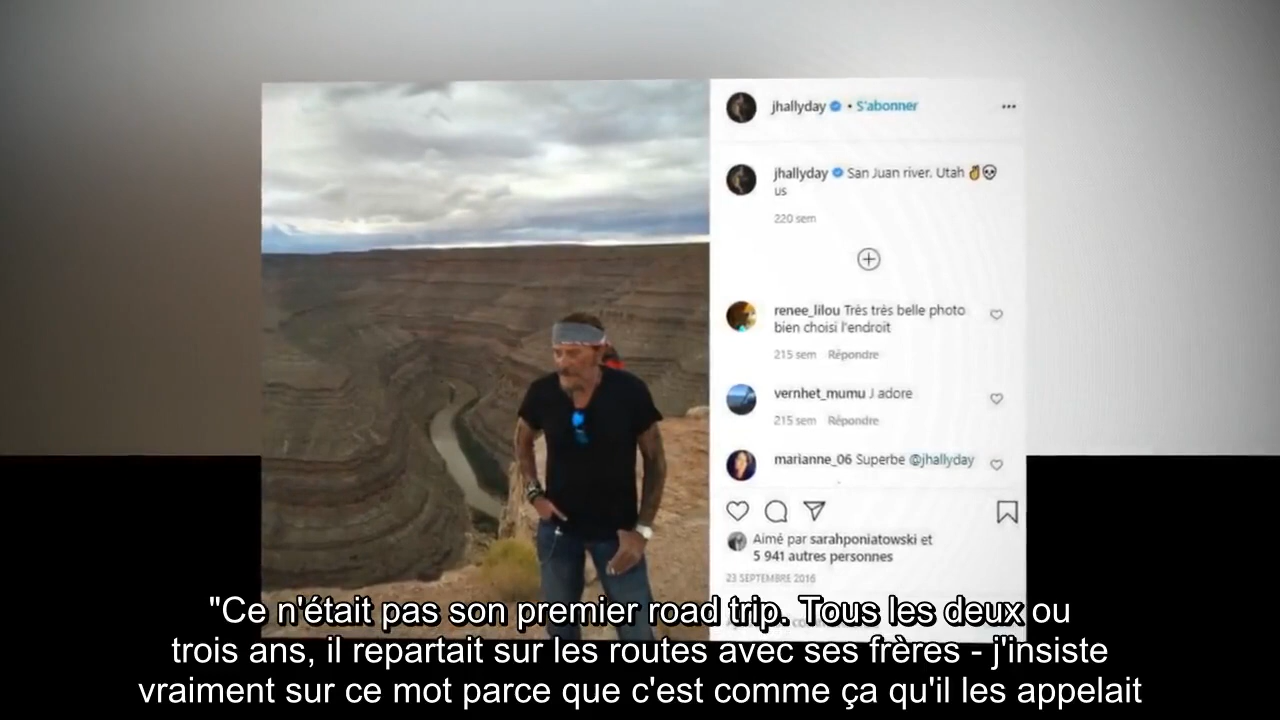 jhallyday • S'abonner
jhallyday San Juan river. Utah
us
220 sem
renee_lilou Très très belle photo
bien choisi l'endroit
215 sem Répondre
vernhet_mumu J adore
215 sem Répondre
marianne_06 Superbe @jhallyday
Aimé par sarahponiatowski et
5 941 autres personnes
23 SEPTEMBRE 2016
"Ce n'était pas son premier road trip. Tous les deux ou
trois ans, il repartait sur les routes avec ses frères - j'insiste
vraiment sur ce mot parce que c'est comme ça qu'il les appelait